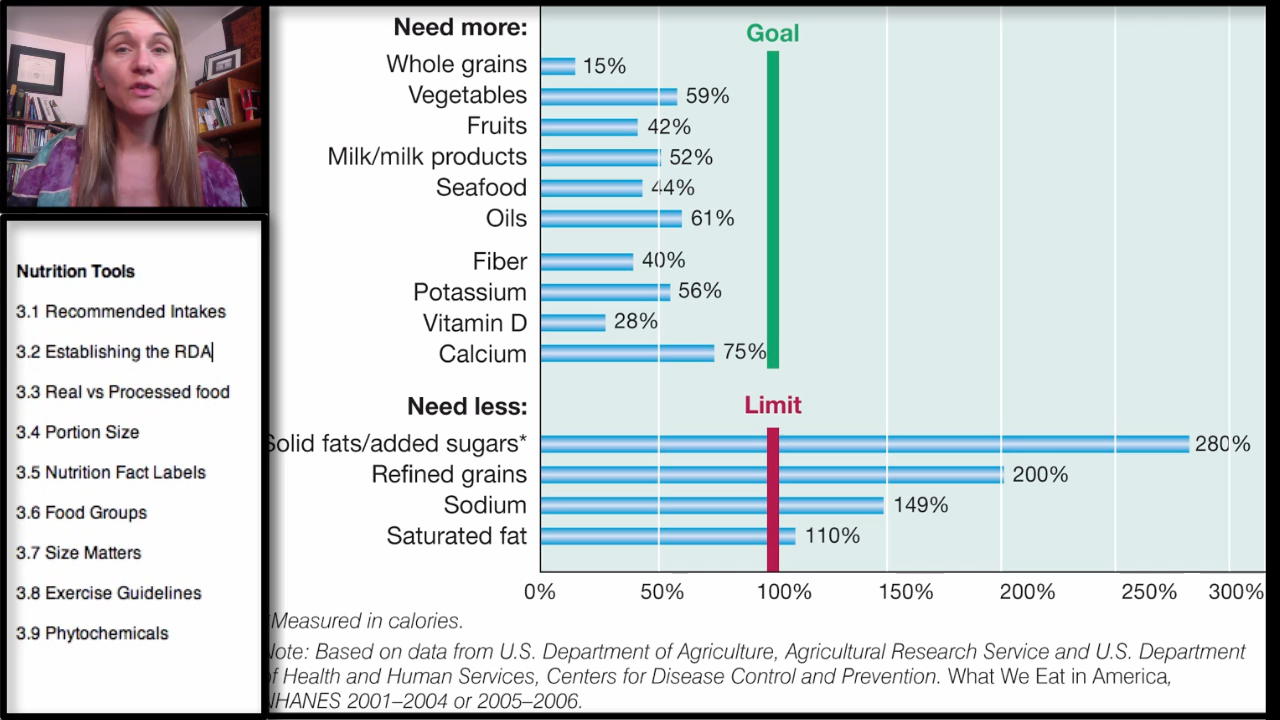 Need more:
Goal
Whole grains 15%
Vegetables 59%
Fruits 42%
Milk/milk products 52%
Seafood 44%
Oils 61%
Fiber 40%
Potassium 56%
Vitamin D 28%
Calcium 75%
Need less:
Limit
Solid fats/added sugars* 280%
Refined grains 200%
Sodium 149%
Saturated fat 110%
0% 50% 100% 150% 200% 250% 300%
*Measured in calories.
Note: Based on data from U.S. Department of Agriculture, Agricultural Research Service and U.S. Department
of Health and Human Services, Centers for Disease Control and Prevention. What We Eat in America,
NHANES 2001–2004 or 2005–2006.
Nutrition Tools
3.1 Recommended Intakes
3.2 Establishing the RDA
3.3 Real vs Processed food
3.4 Portion Size
3.5 Nutrition Fact Labels
3.6 Food Groups
3.7 Size Matters
3.8 Exercise Guidelines
3.9 Phytochemicals